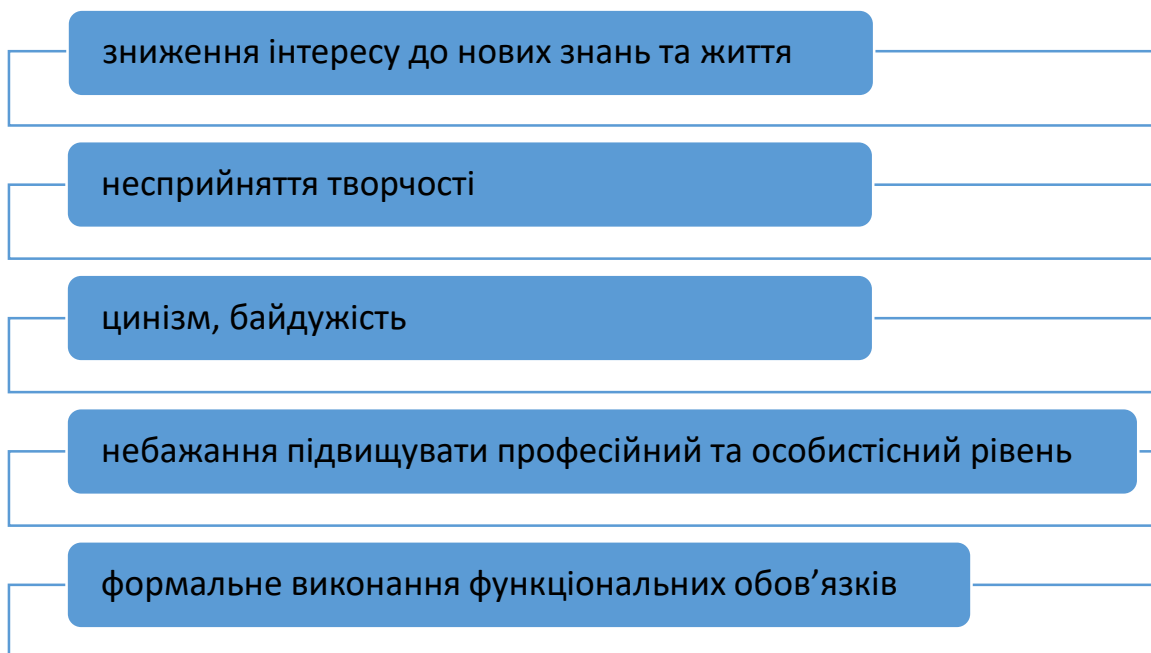 зниження інтересу до нових знань та життя
несприйняття творчості
цинізм, байдужість
небажання підвищувати професійний та особистісний рівень
формальне виконання функціональних обов’язків